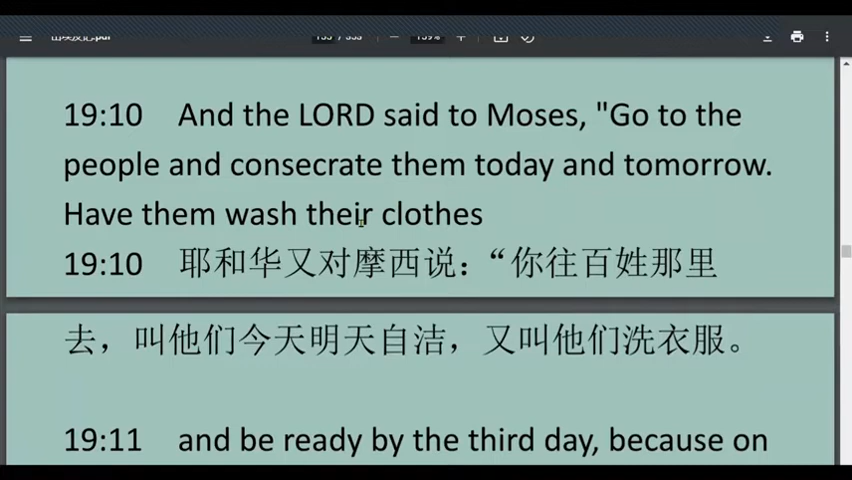 19:10 And the LORD said to Moses, "Go to the
people and consecrate them today and tomorrow.
Have them wash their clothes
19:10 耶和华又对摩西说：“你往百姓那里
去，叫他们今天明天自洁，又叫他们洗衣服。
19:11 and be ready by the third day, because on